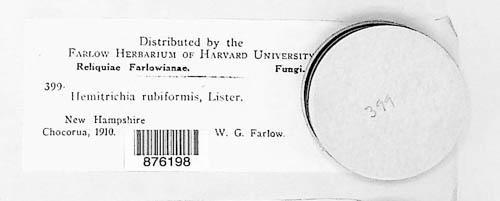 Distributed by the
FARLOW HERBARIUM OF HARVARD UNIVERSITY
Reliquiae Farlowianae. Fungi.
399.
Hemitrichia rubiformis, Lister.
New Hampshire
Chocorua, 1910. W. G. Farlow.
876198
399